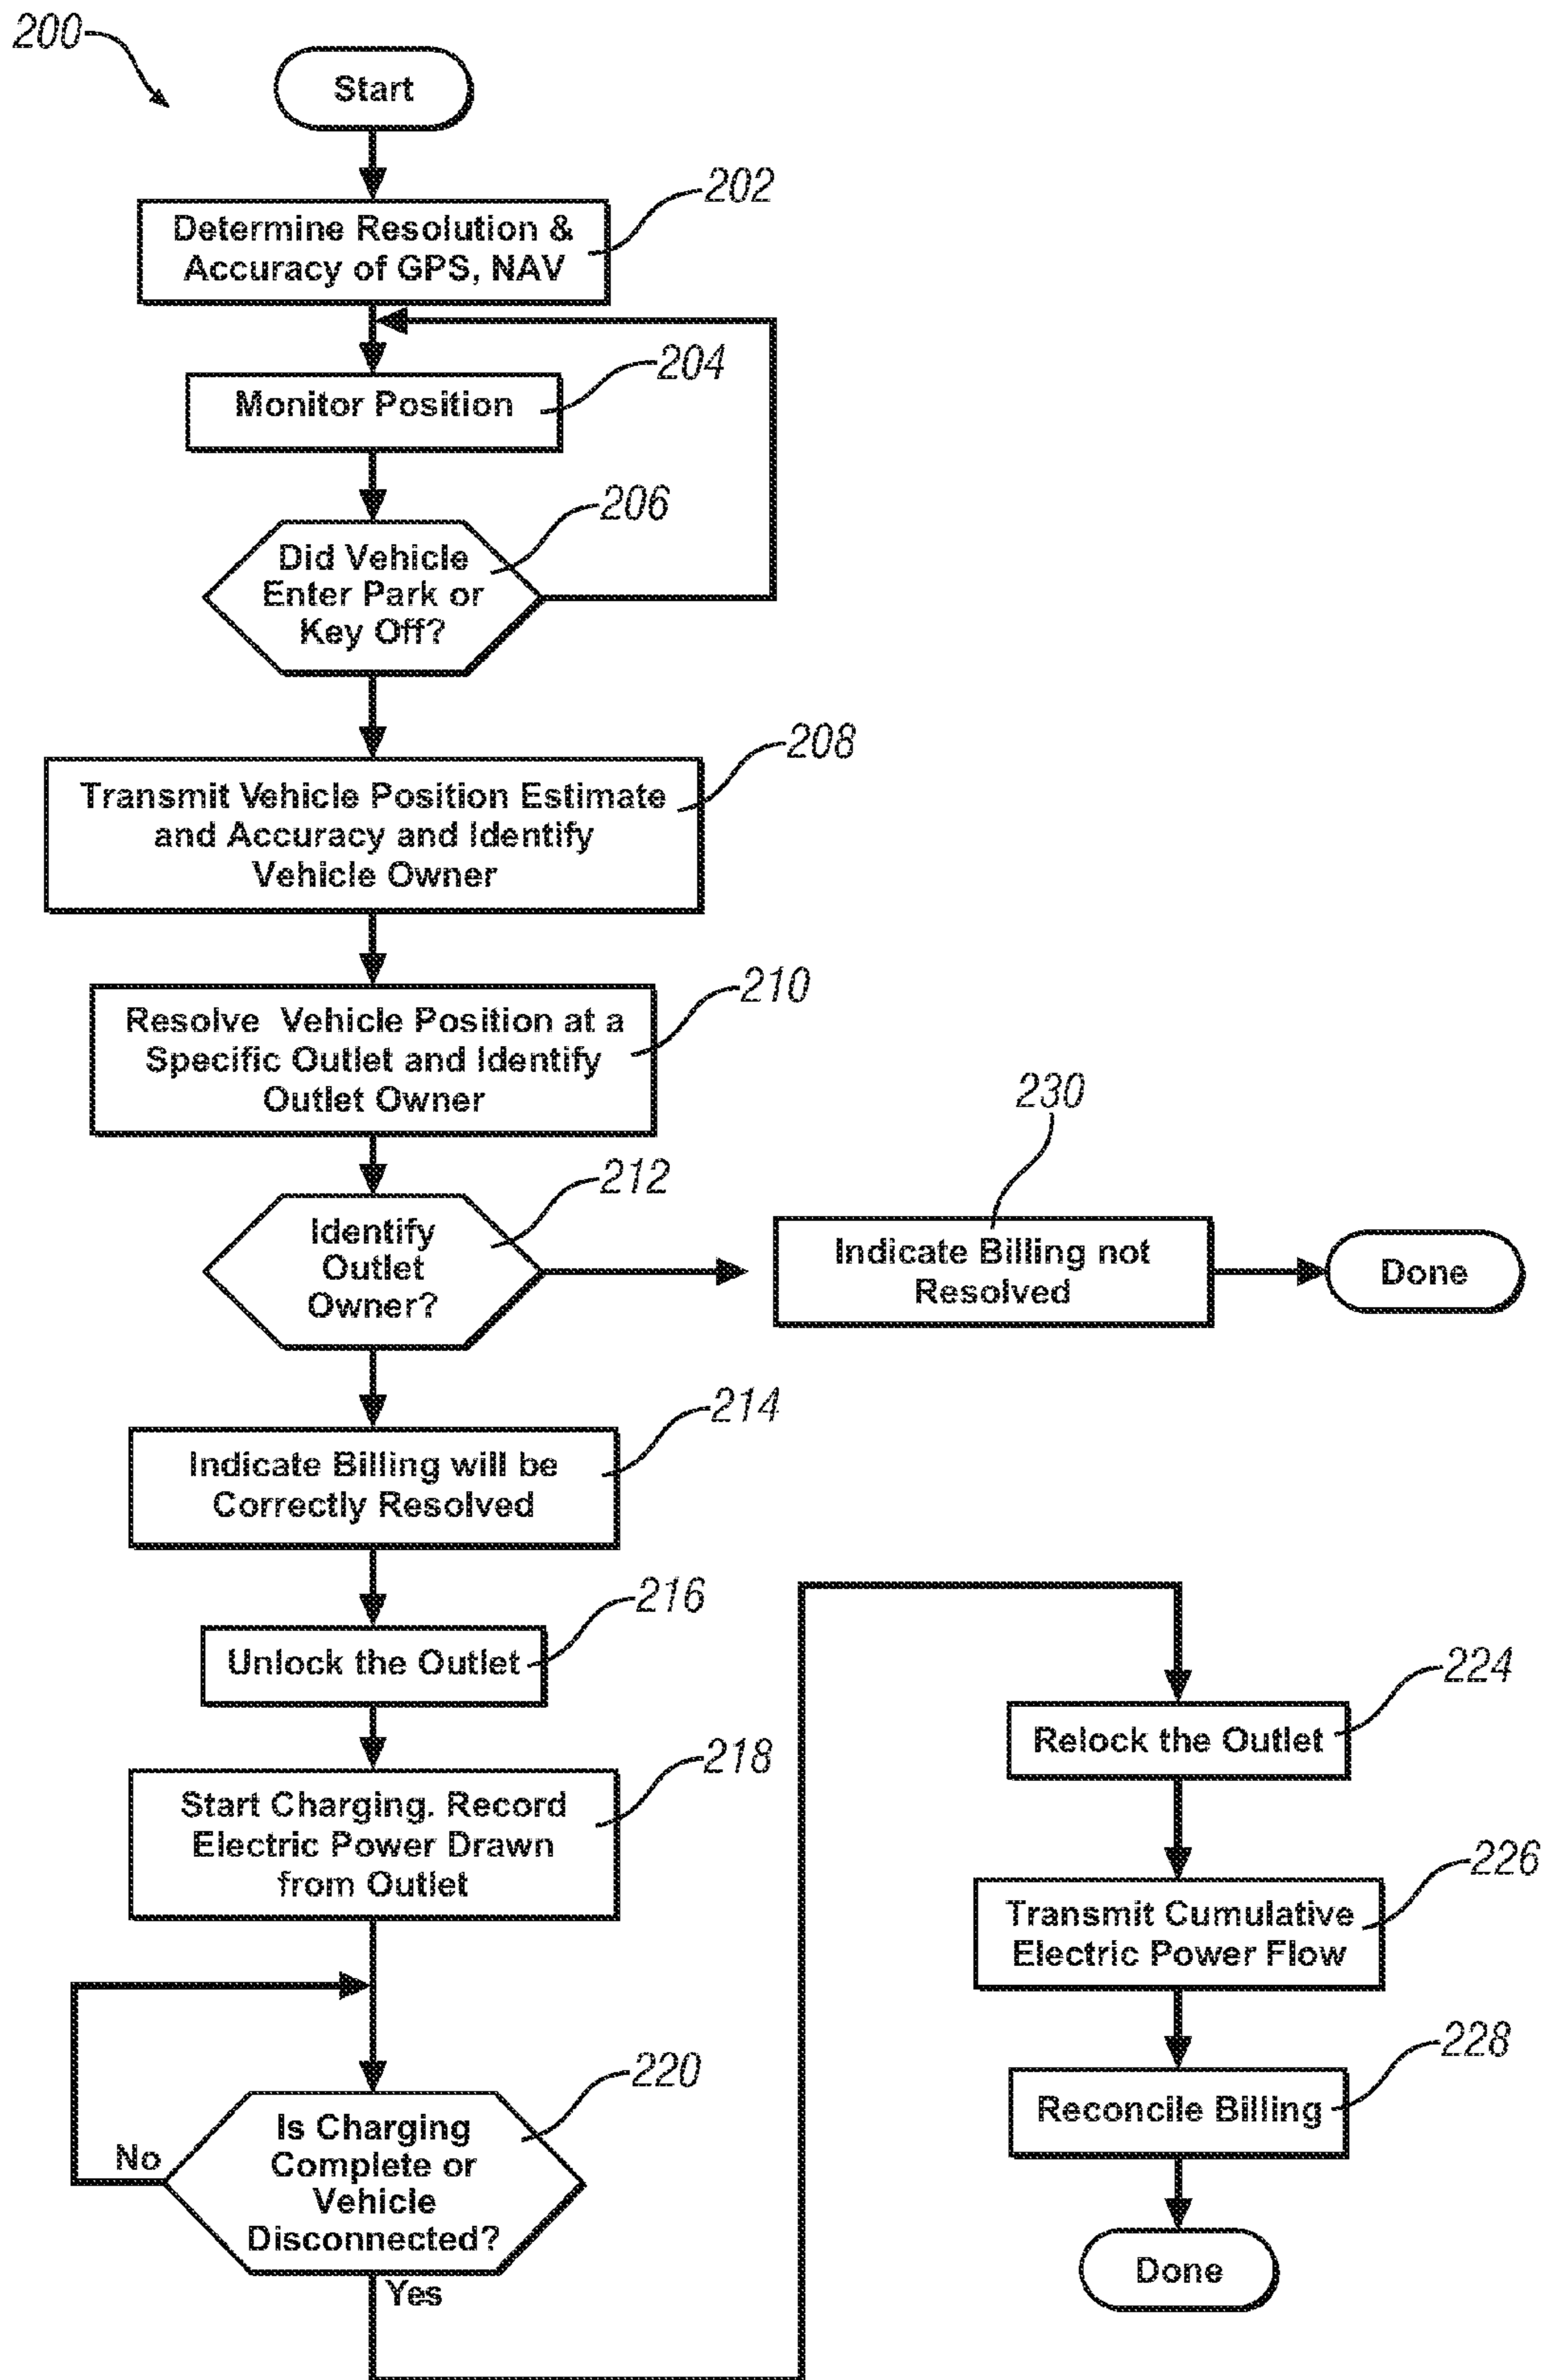 200
Start
202
Determine Resolution &
Accuracy of GPS, NAV
204
Monitor Position
206
Did Vehicle
Enter Park or
Key Off?
208
Transmit Vehicle Position Estimate
and Accuracy and Identify
Vehicle Owner
210
Resolve Vehicle Position at a
Specific Outlet and Identify
Outlet Owner
212
Identify
Outlet
Owner?
230
Indicate Billing not
Resolved
Done
214
Indicate Billing will be
Correctly Resolved
216
Unlock the Outlet
218
Start Charging. Record
Electric Power Drawn
from Outlet
220
Is Charging
Complete or
Vehicle
Disconnected?
No
Yes
224
Relock the Outlet
226
Transmit Cumulative
Electric Power Flow
228
Reconcile Billing
Done